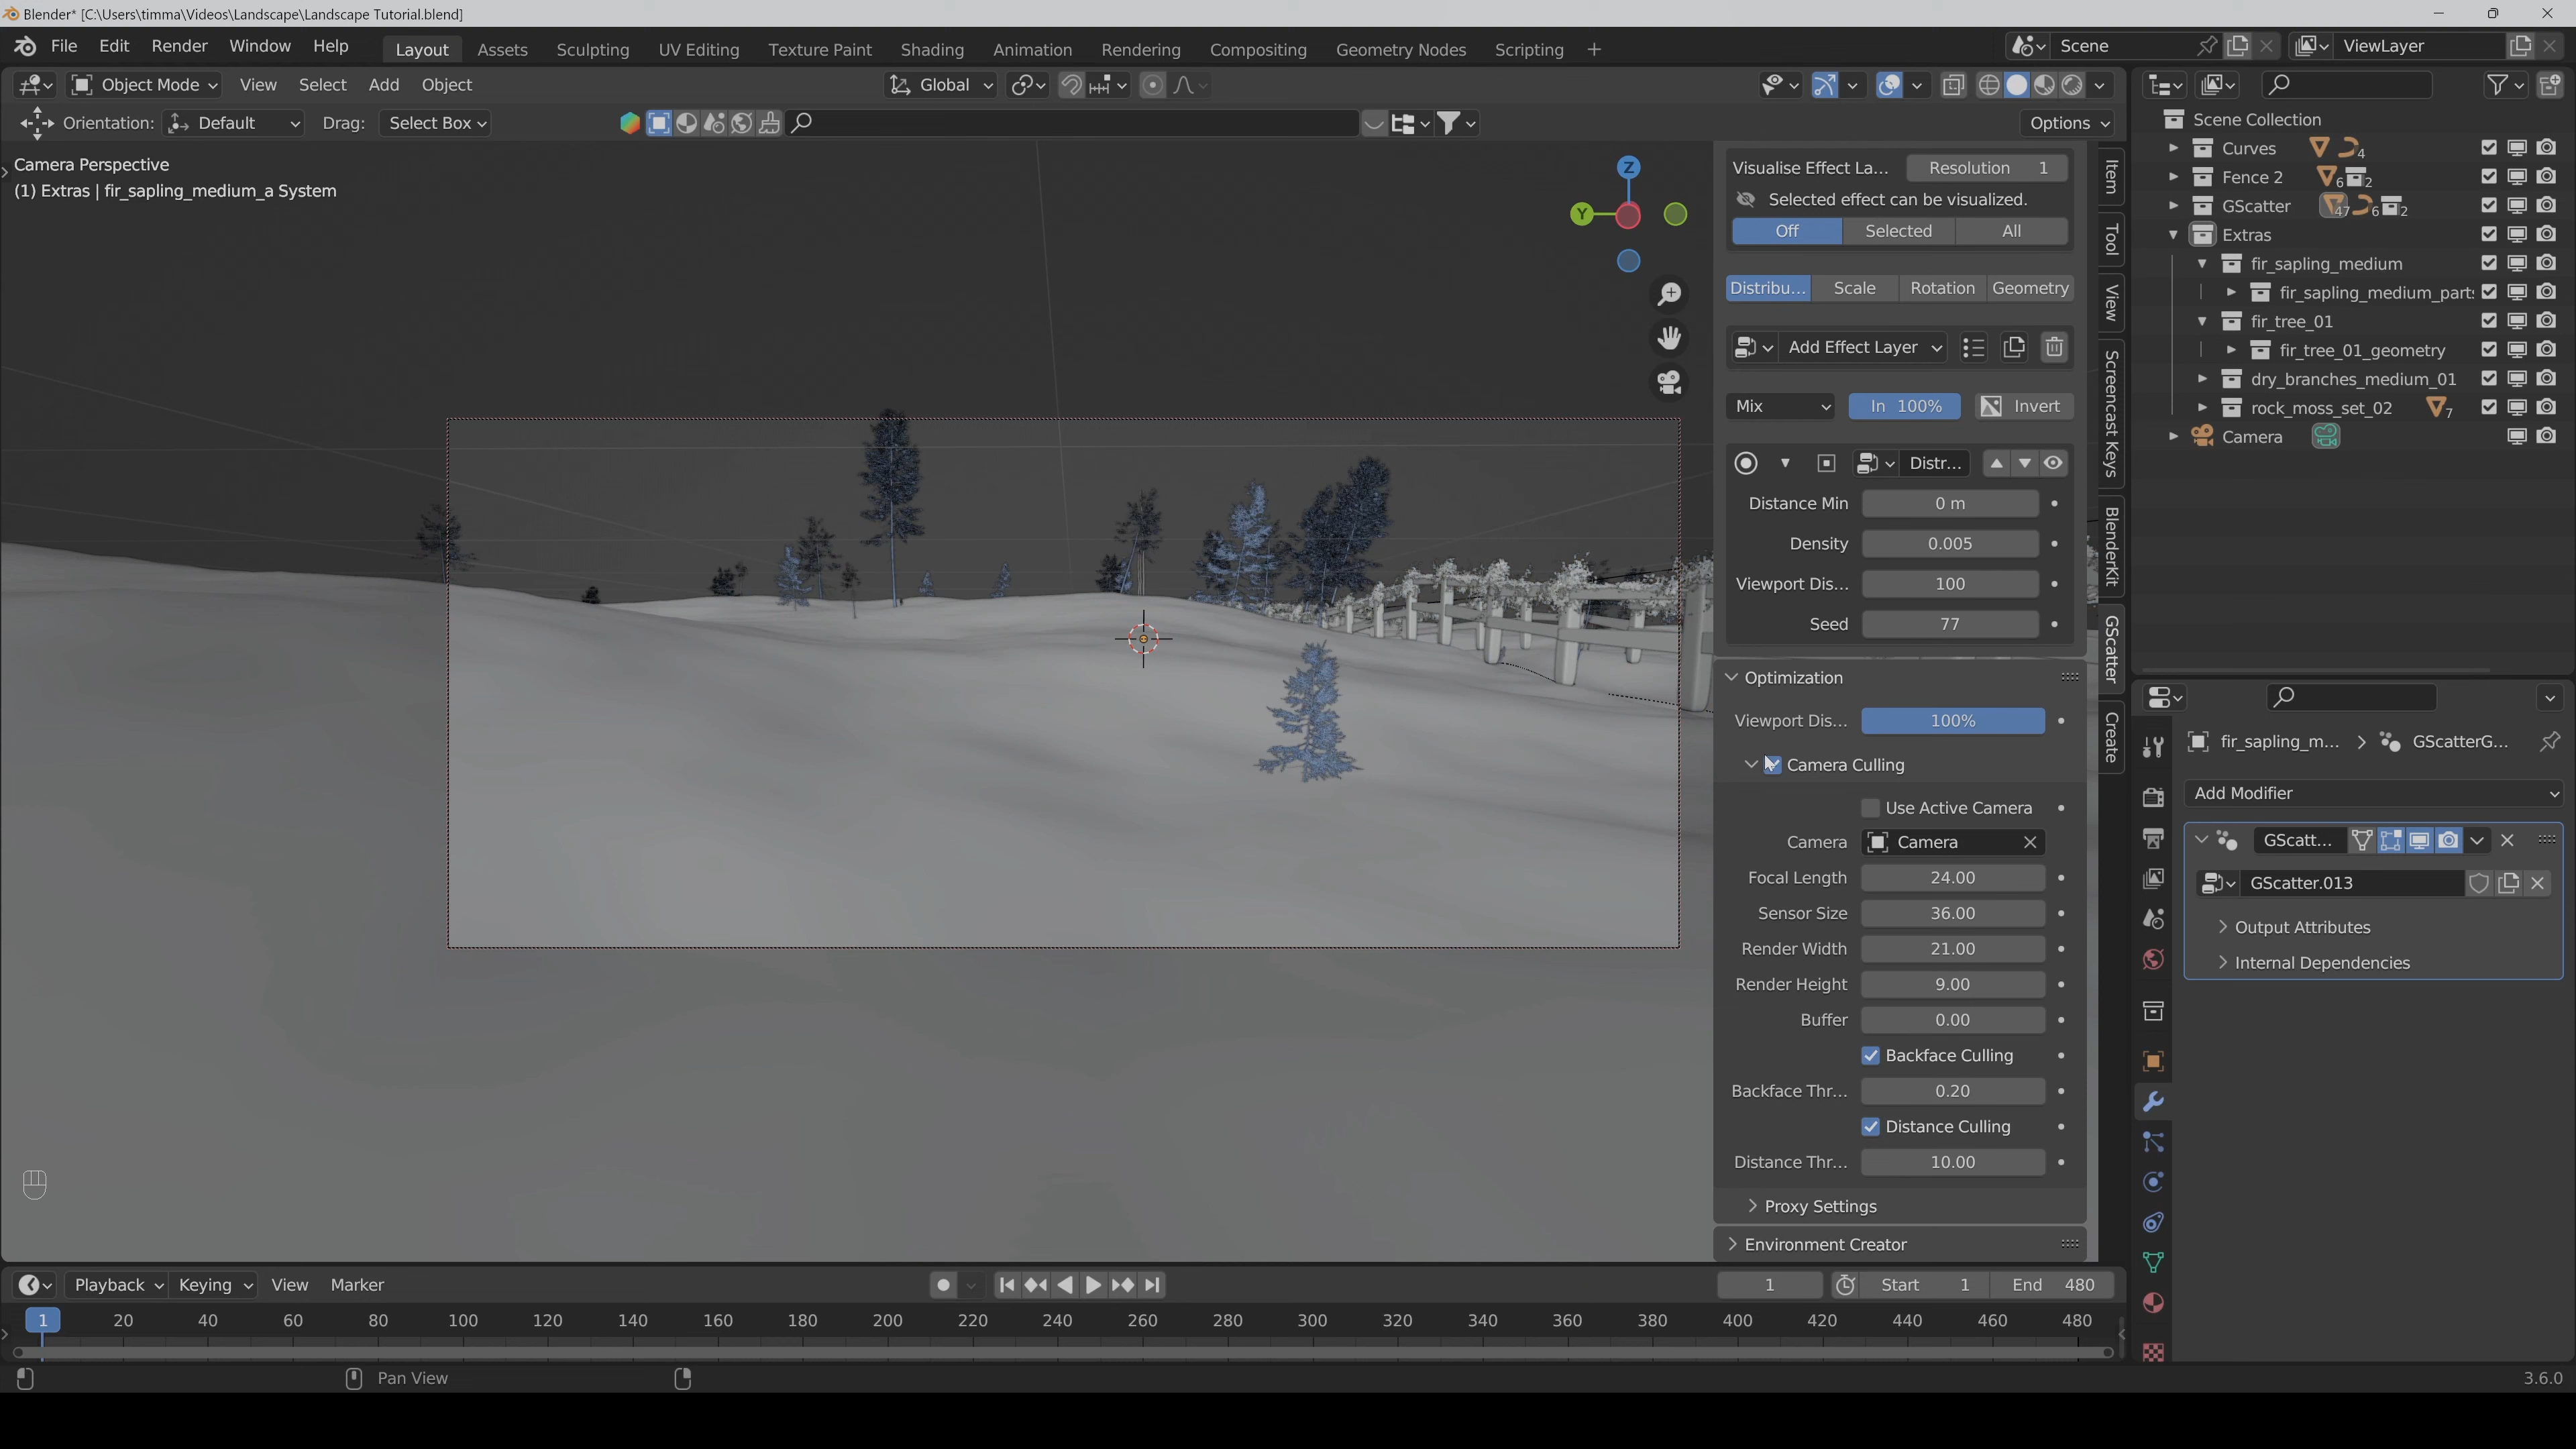 Blender* [C:\Users\timma\Videos\Landscape\Landscape Tutorial.blend]
File Edit Render Window Help Layout Assets Sculpting UV Editing Texture Paint Shading Animation Rendering Compositing Geometry Nodes Scripting + Scene ViewLayer
Object Mode View Select Add Object Global
Orientation: Default Drag: Select Box Options
Camera Perspective
(1) Extras | fir_sapling_medium_a System
Z
Y
Visualise Effect La... Resolution 1
Selected effect can be visualized.
Off Selected All
Distribu... Scale Rotation Geometry
Add Effect Layer
Mix In 100% Invert
Distr...
Distance Min 0 m
Density 0.005
Viewport Dis... 100
Seed 77
Optimization
Viewport Dis... 100%
Camera Culling
Use Active Camera
Camera Camera
Focal Length 24.00
Sensor Size 36.00
Render Width 21.00
Render Height 9.00
Buffer 0.00
Backface Culling
Backface Thr... 0.20
Distance Culling
Distance Thr... 10.00
Proxy Settings
Environment Creator
Item
Tool
View
Screencast Keys
BlenderKit
GScatter
Create
Scene Collection
Curves 4
Fence 2 6 2
GScatter 47 6 2
Extras
fir_sapling_medium
fir_sapling_medium_parts
fir_tree_01
fir_tree_01_geometry
dry_branches_medium_01
rock_moss_set_02 7
Camera
fir_sapling_m... GScatterG...
Add Modifier
GScatt...
GScatter.013
Output Attributes
Internal Dependencies
Playback Keying View Marker 1 Start 1 End 480
1 20 40 60 80 100 120 140 160 180 200 220 240 260 280 300 320 340 360 380 400 420 440 460 480
Pan View 3.6.0